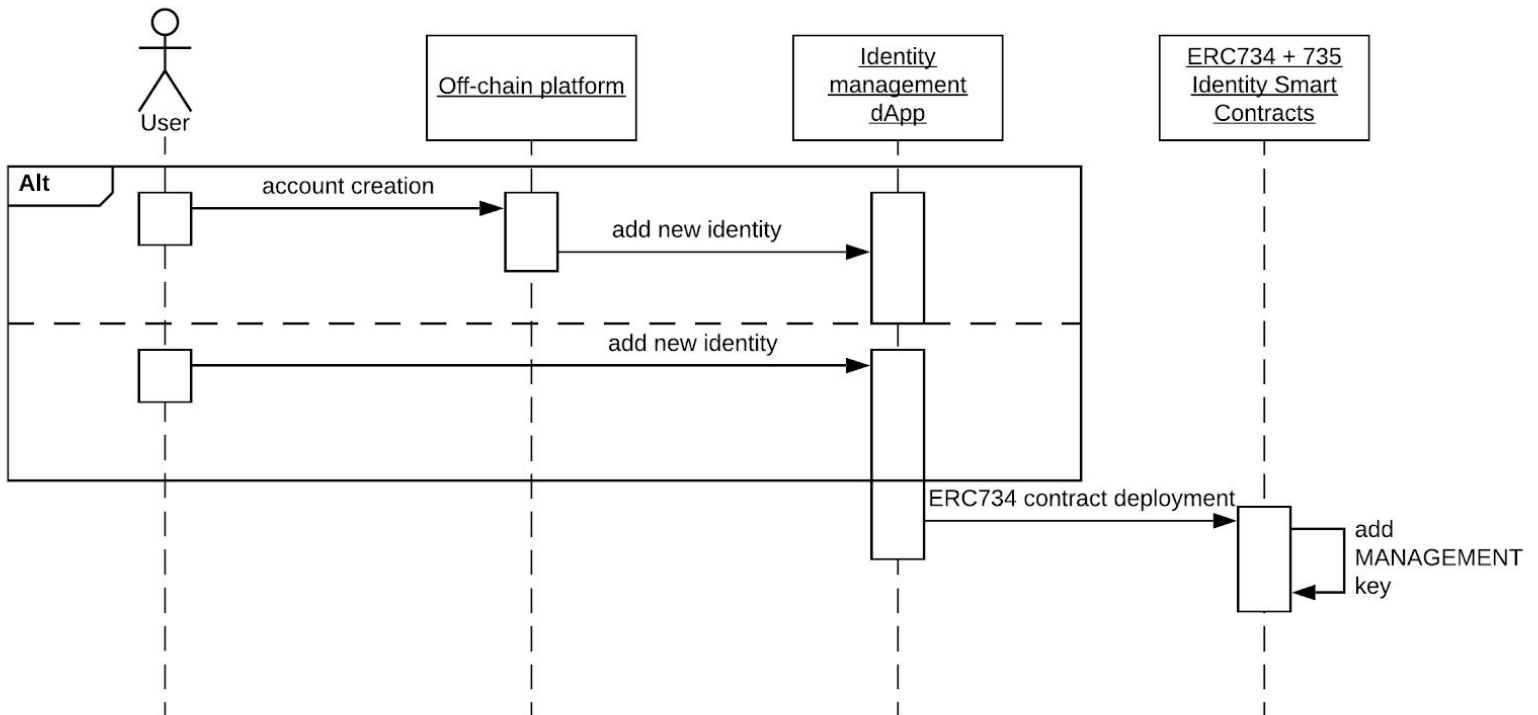 User
Off-chain platform
Identity
management
dApp
ERC734 + 735
Identity Smart
Contracts
Alt
account creation
add new identity
add new identity
ERC734 contract deployment
add
MANAGEMENT
key